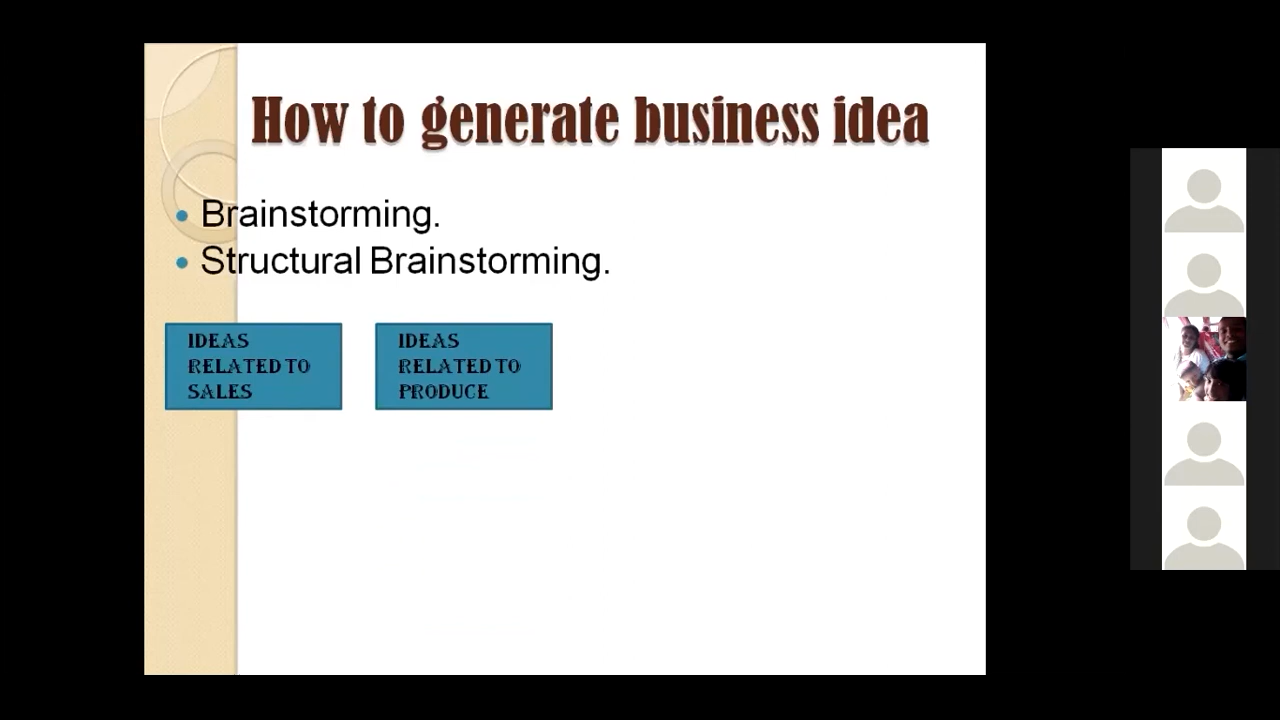 How to generate business idea
Brainstorming.
Structural Brainstorming.
IDEAS
RELATED TO
SALES
IDEAS
RELATED TO
PRODUCE